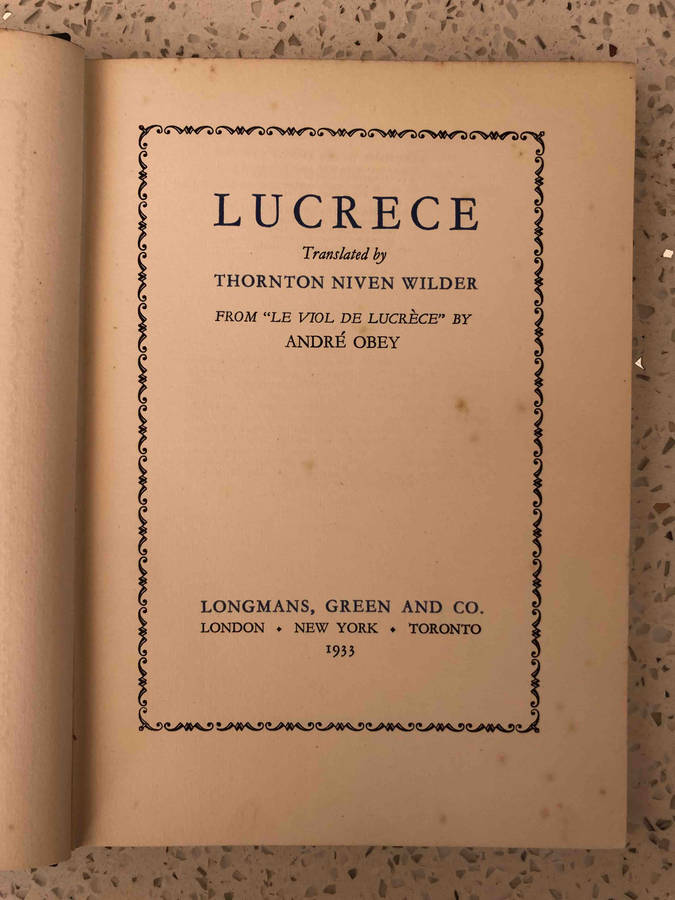 LUCRECE
Translated by
THORNTON NIVEN WILDER
FROM "LE VIOL DE LUCRÈCE" BY
ANDRÉ OBEY
LONGMANS, GREEN AND CO.
LONDON • NEW YORK • TORONTO
1933